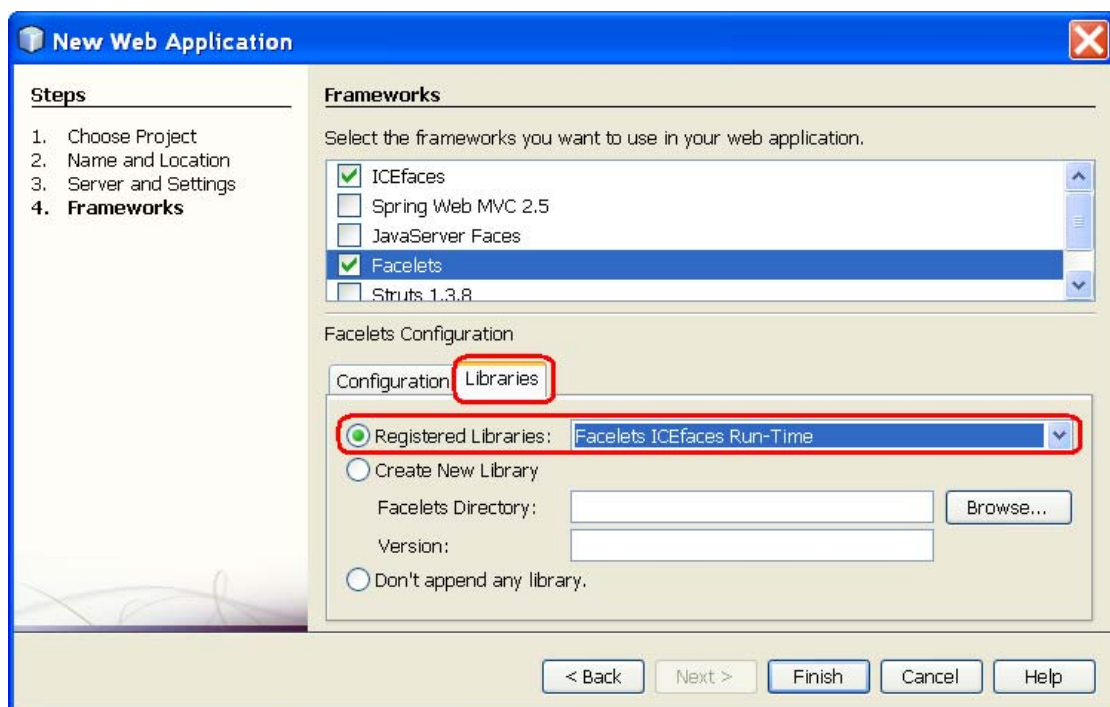 New Web Application
Steps
1. Choose Project
2. Name and Location
3. Server and Settings
4. Frameworks
Frameworks
Select the frameworks you want to use in your web application.
ICEfaces
Spring Web MVC 2.5
JavaServer Faces
Facelets
Struts 1.3.8
Facelets Configuration
Configuration Libraries
Registered Libraries: Facelets ICEfaces Run-Time
Create New Library
Facelets Directory: Browse...
Version:
Don't append any library.
< Back Next > Finish Cancel Help